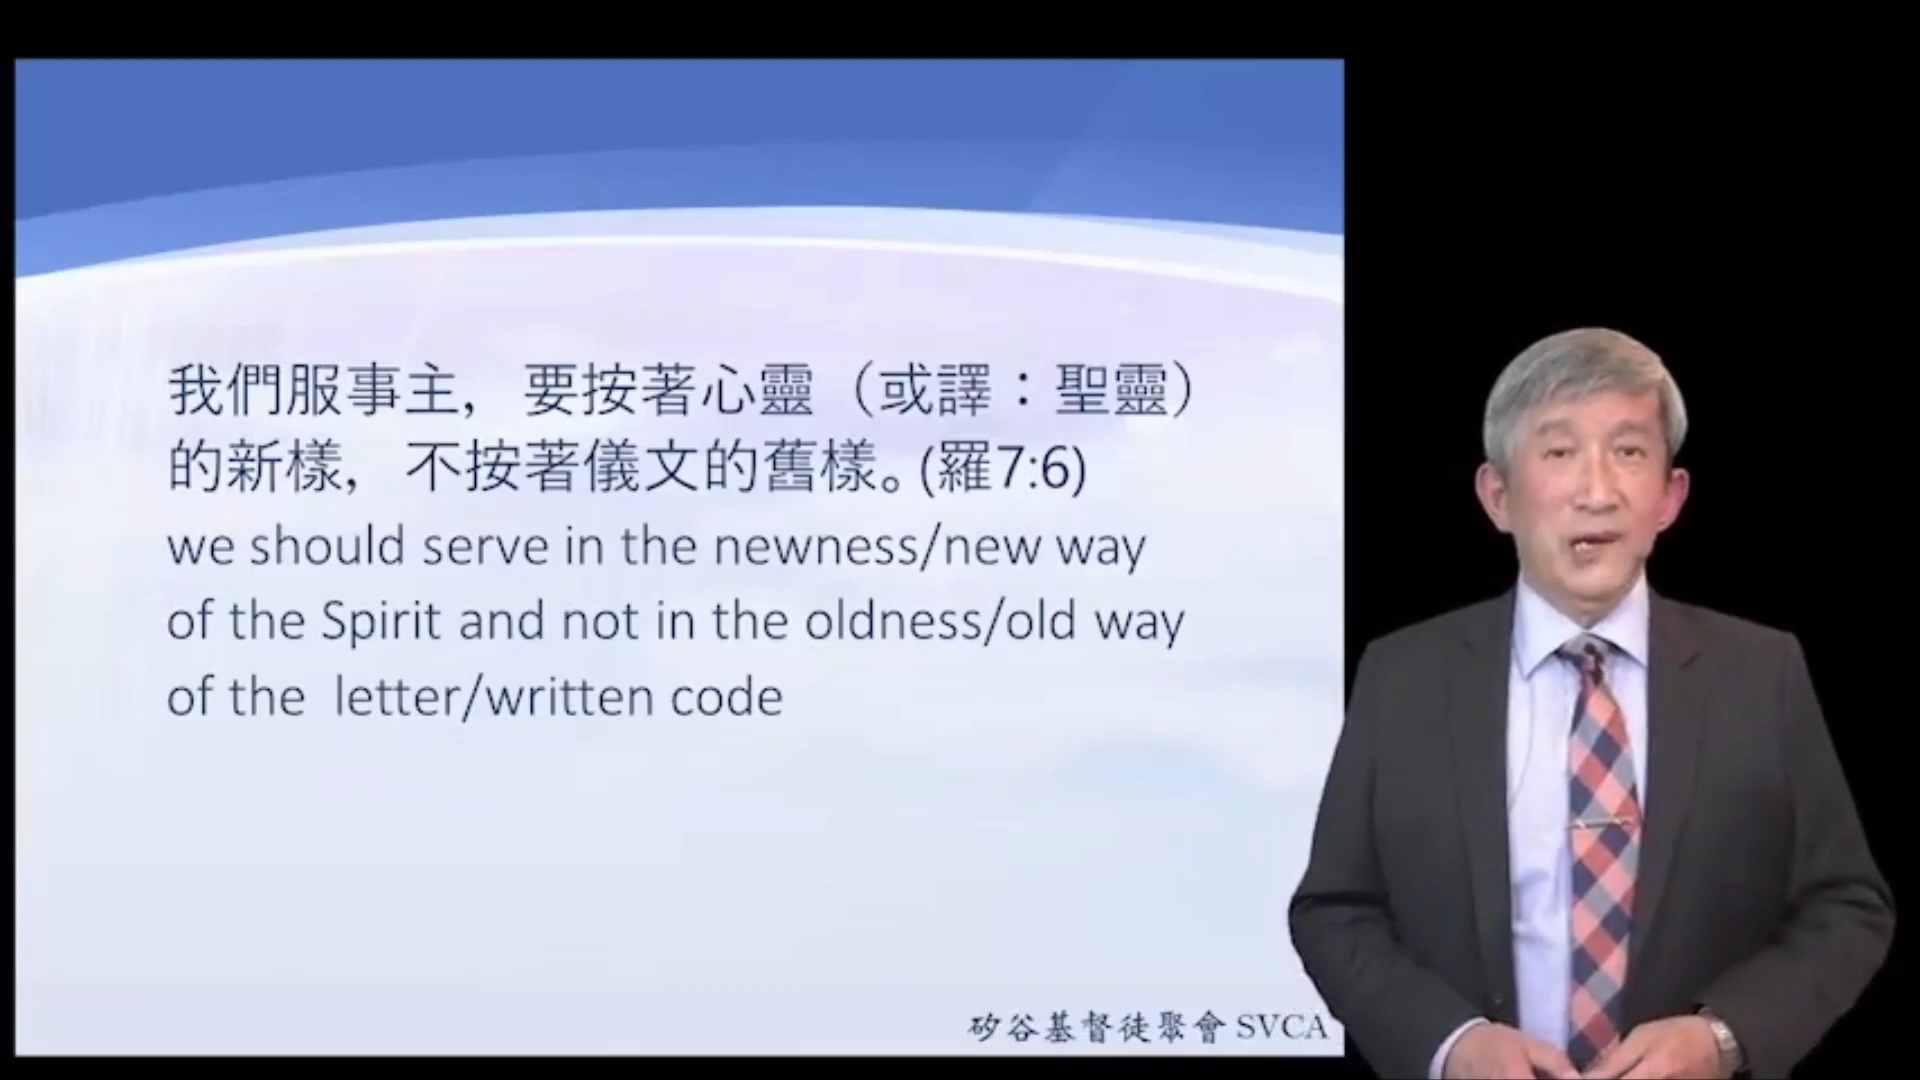 我們服事主，要按著心靈（或譯：聖靈）
的新樣，不按著儀文的舊樣。(羅7:6)
we should serve in the newness/new way
of the Spirit and not in the oldness/old way
of the letter/written code
矽谷基督徒聚會 SVCA